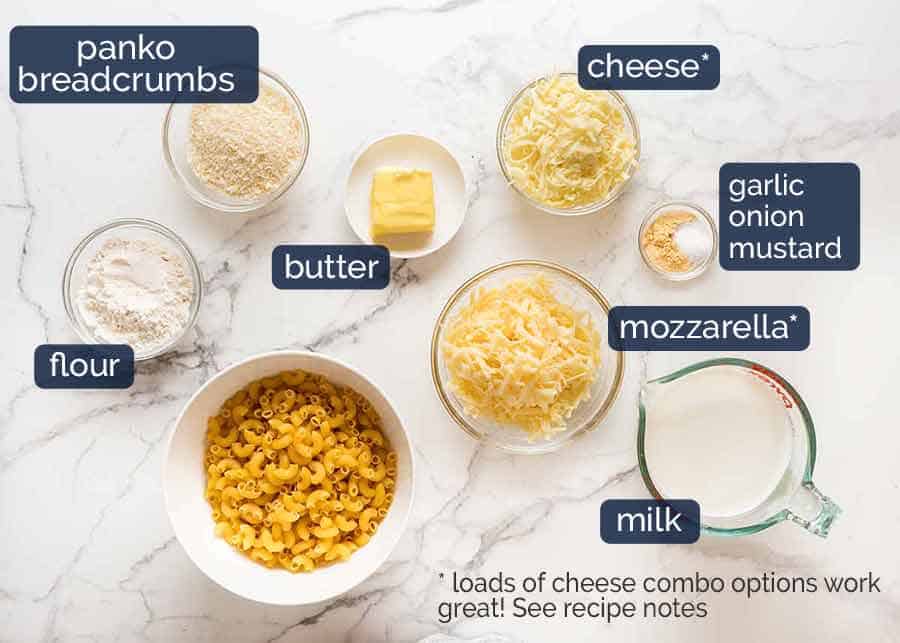 panko
breadcrumbs
cheese*
garlic
onion
mustard
butter
mozzarella*
flour
milk
* loads of cheese combo options work
great! See recipe notes